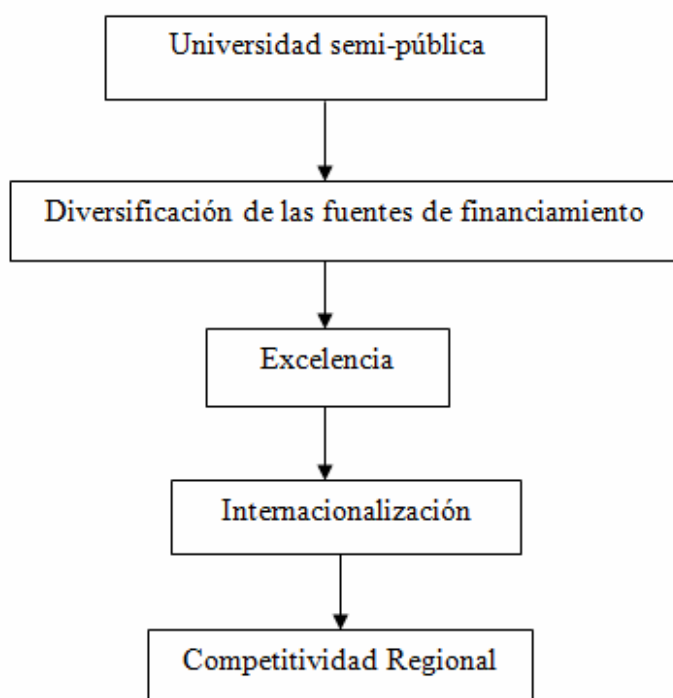 Universidad semi-pública
Diversificación de las fuentes de financiamiento
Excelencia
Internacionalización
Competitividad Regional